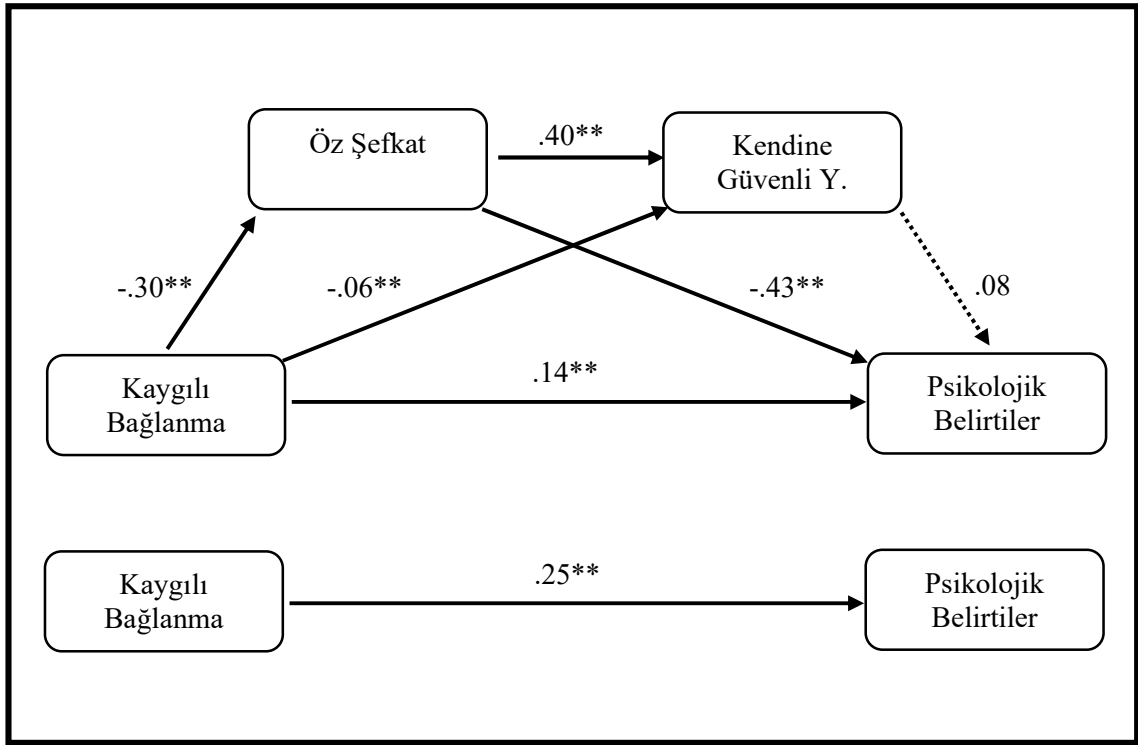 Öz Şefkat
.40**
Kendine
Güvenli Y.
-.30**
-.06**
-.43**
.08
Kaygılı
Bağlanma
.14**
Psikolojik
Belirtiler
Kaygılı
Bağlanma
.25**
Psikolojik
Belirtiler